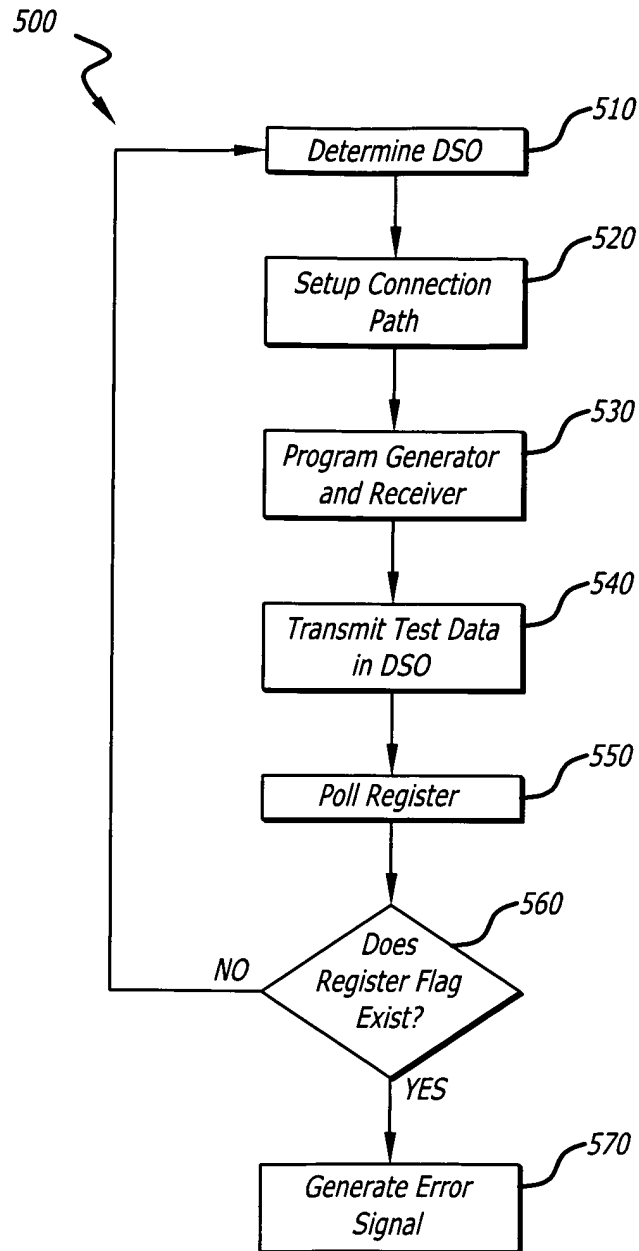 500
510
Determine DSO
520
Setup Connection
Path
530
Program Generator
and Receiver
540
Transmit Test Data
in DSO
550
Poll Register
560
Does
Register Flag
Exist?
NO
YES
570
Generate Error
Signal